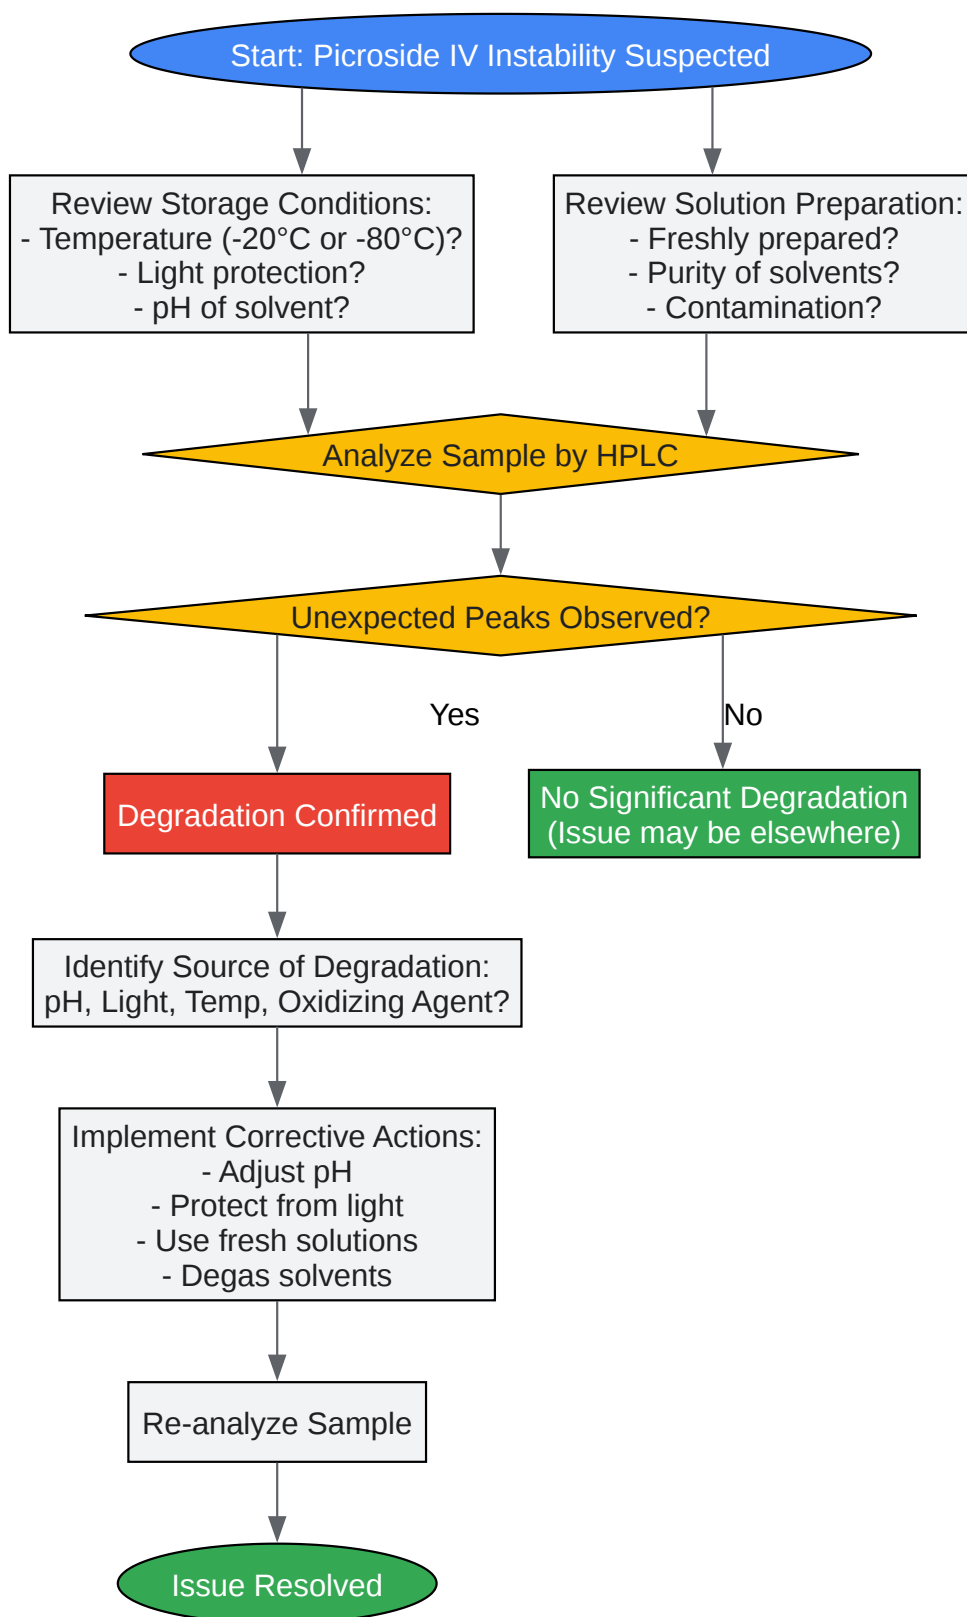 Start: Picroside IV Instability Suspected
Review Storage Conditions:
- Temperature (-20°C or -80°C)?
- Light protection?
- pH of solvent?
Review Solution Preparation:
- Freshly prepared?
- Purity of solvents?
- Contamination?
Analyze Sample by HPLC
Unexpected Peaks Observed?
Yes
No
Degradation Confirmed
No Significant Degradation
(Issue may be elsewhere)
Identify Source of Degradation:
pH, Light, Temp, Oxidizing Agent?
Implement Corrective Actions:
- Adjust pH
- Protect from light
- Use fresh solutions
- Degas solvents
Re-analyze Sample
Issue Resolved